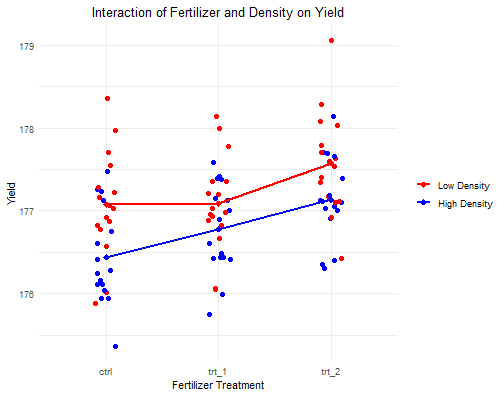 Interaction of Fertilizer and Density on Yield
179
178
177
176
Yield
ctrl
trt_1
trt_2
Fertilizer Treatment
Low Density
High Density